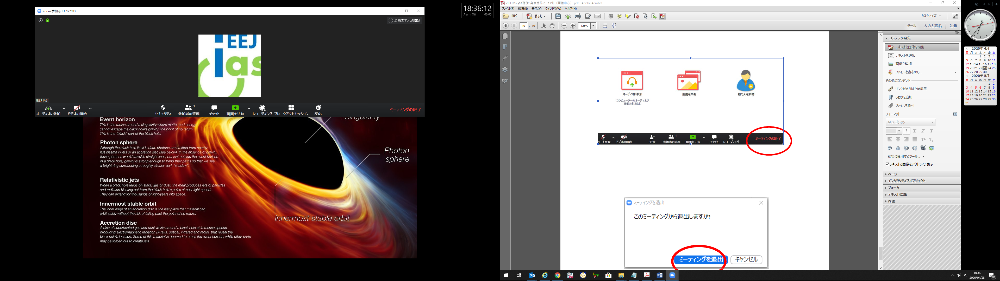 Zoom 参加者 ID: 177893
全画面表示の開始
iEEJ
Ias
IEEJ IAS
オーディオに参加
ビデオの開始
セキュリティ
参加者の管理
1
チャット
画面を共有
レコーディング
ブレークアウト セッション
反応
ミーティングの終了
18:36:12
Alarm Off 00:00
Singularity
Event horizon
This is the radius around a singularity where matter and energy
cannot escape the black hole's gravity: the point of no return.
This is the "black" part of the black hole.
Photon sphere
Although the black hole itself is dark, photons are emitted from nearby
hot plasma in jets or an accretion disc (see below). In the absence of gravity,
these photons would travel in straight lines, but just outside the event horizon
of a black hole, gravity is strong enough to bend their paths so that we see
a bright ring surrounding a roughly circular dark "shadow".
Relativistic jets
When a black hole feeds on stars, gas or dust, the meal produces jets of particles
and radiation blasting out from the black hole's poles at near light speed.
They can extend for thousands of light-years into space.
Innermost stable orbit
The inner edge of an accretion disc is the last place that material can
orbit safely without the risk of falling past the point of no return.
Accretion disc
A disc of superheated gas and dust whirls around a black hole at immense speeds,
producing electromagnetic radiation (X-rays, optical, infrared and radio) that reveal the
black hole's location. Some of this material is doomed to cross the event horizon, while other parts
may be forced out to create jets.
Photon
sphere
Innermost stable orbit
ZOOMによる聴講・発表簡易マニュアル（画像中心）.pdf - Adobe Acrobat
ファイル(F) 編集(E) 表示(V) ウィンドウ(W) ヘルプ(H)
開く 作成 カスタマイズ
10 / 10 125% ツール 入力と署名 注釈
オーディオに参加
コンピューターのオーディオが
接続されました
画面を共有
他の人を招待
ュート解除 ビデオの開始 招待 参加者の管理 1 画面を共有 チャット レコーディング ミーティングの終了
ミーティングを退出
このミーティングから退出しますか?
ミーティングを退出 キャンセル
コンテンツ編集
テキストと画像を編集
テキストを追加
画像を追加
ファイルを書き出し...
その他のコンテンツ
リンクを追加または編集
しおりを追加
ファイルを添付
フォーマット
ＭＳ ゴシック
編集に使用するツール...
テキストと画像をアウトライン表示
ページ
インタラクティブオブジェクト
フォーム
テキスト認識
保護
2020年 4月
日 月 火 水 木 金 土
1 2 3 4
5 6 7 8 9 10 11
12 13 14 15 16 17 18
19 20 21 22 23 24 25
26 27 28 29 30
2020年 5月
日 月 火 水 木 金 土
1 2
3 4 5 6 7 8 9
10 11 12 13 14 15 16
17 18 19 20 21 22 23
24 25 26 27 28 29 30
31
A
18:36
2020/04/23
20